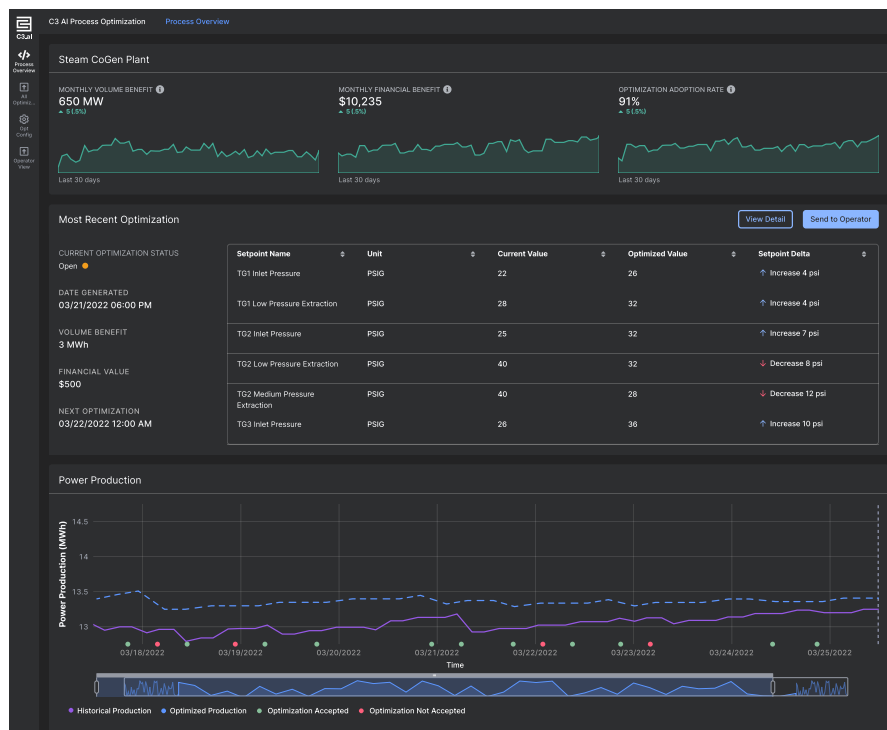 C3.ai
C3 AI Process Optimization
Process Overview
Process
Overview
All
Optimiz...
Opt
Config
Operator
View
Steam CoGen Plant
MONTHLY VOLUME BENEFIT
650 MW
5 (.5%)
Last 30 days
MONTHLY FINANCIAL BENEFIT
$10,235
5 (.5%)
Last 30 days
OPTIMIZATION ADOPTION RATE
91%
5 (.5%)
Last 30 days
Most Recent Optimization
View Detail
Send to Operator
CURRENT OPTIMIZATION STATUS
Open
DATE GENERATED
03/21/2022 06:00 PM
VOLUME BENEFIT
3 MWh
FINANCIAL VALUE
$500
NEXT OPTIMIZATION
03/22/2022 12:00 AM
Setpoint Name Unit Current Value Optimized Value Setpoint Delta
TG1 Inlet Pressure PSIG 22 26 Increase 4 psi
TG1 Low Pressure Extraction PSIG 28 32 Increase 4 psi
TG2 Inlet Pressure PSIG 25 32 Increase 7 psi
TG2 Low Pressure Extraction PSIG 40 32 Decrease 8 psi
TG2 Medium Pressure PSIG 40 28 Decrease 12 psi
Extraction
TG3 Inlet Pressure PSIG 26 36 Increase 10 psi
Power Production
Power Production (MWh)
14.5
14
13.5
13
03/18/2022 03/19/2022 03/20/2022 03/21/2022 03/22/2022 03/23/2022 03/24/2022 03/25/2022
Time
Historical Production Optimized Production Optimization Accepted Optimization Not Accepted